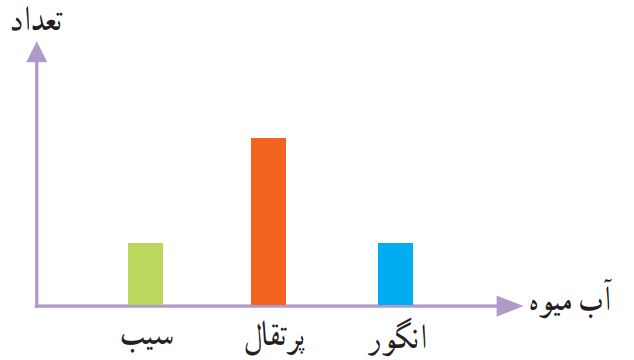 تعداد
آب میوه
انگور
پرتقال
سیب